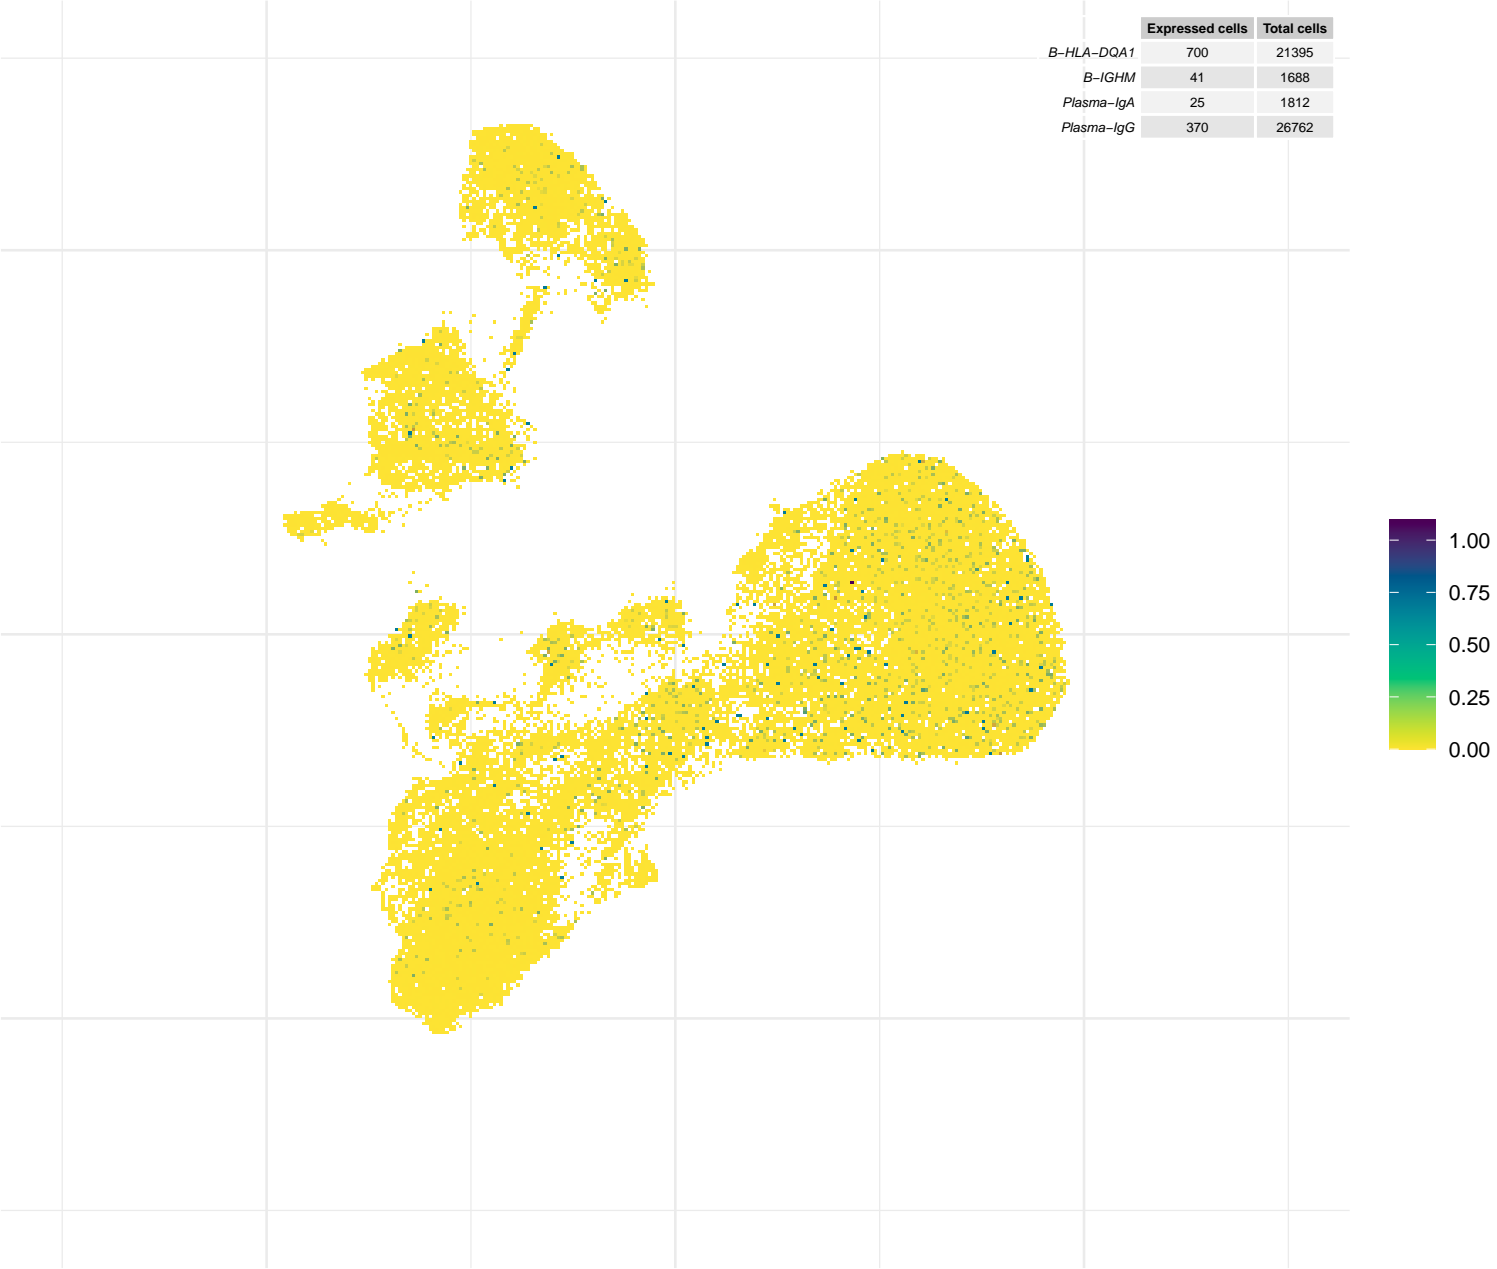 Expressed cells Total cells
B−HLA−DQA1 700 21395
B−IGHM 41 1688
Plasma−IgA 25 1812
Plasma−IgG 370 26762
1.00
0.75
0.50
0.25
0.00